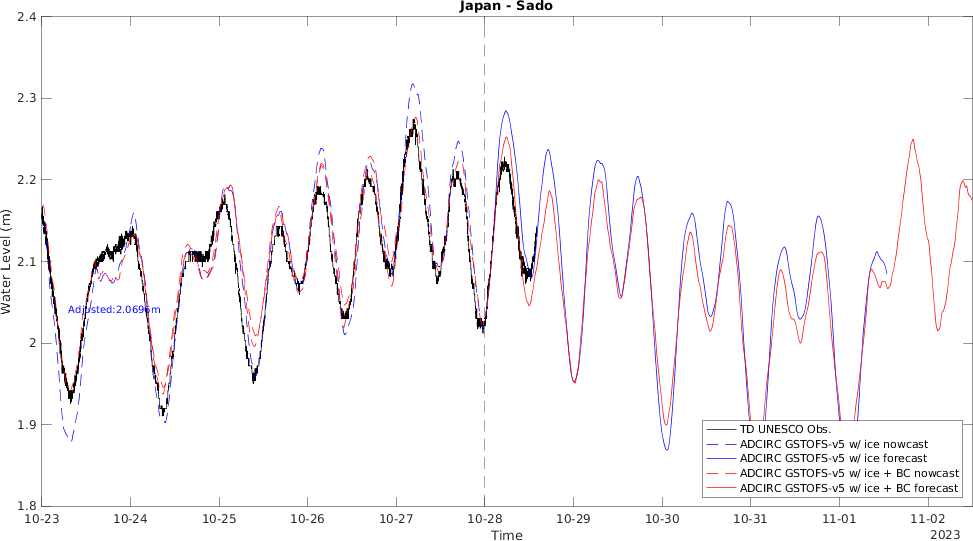 Japan - Sado
2.4
2.3
2.2
2.1
2
1.9
1.8
Water Level (m)
Adjusted:2.0696m
TD UNESCO Obs.
ADCIRC GSTOFS-v5 w/ ice nowcast
ADCIRC GSTOFS-v5 w/ ice forecast
ADCIRC GSTOFS-v5 w/ ice + BC nowcast
ADCIRC GSTOFS-v5 w/ ice + BC forecast
10-23 10-24 10-25 10-26 10-27 10-28 10-29 10-30 10-31 11-01 11-02
Time
2023